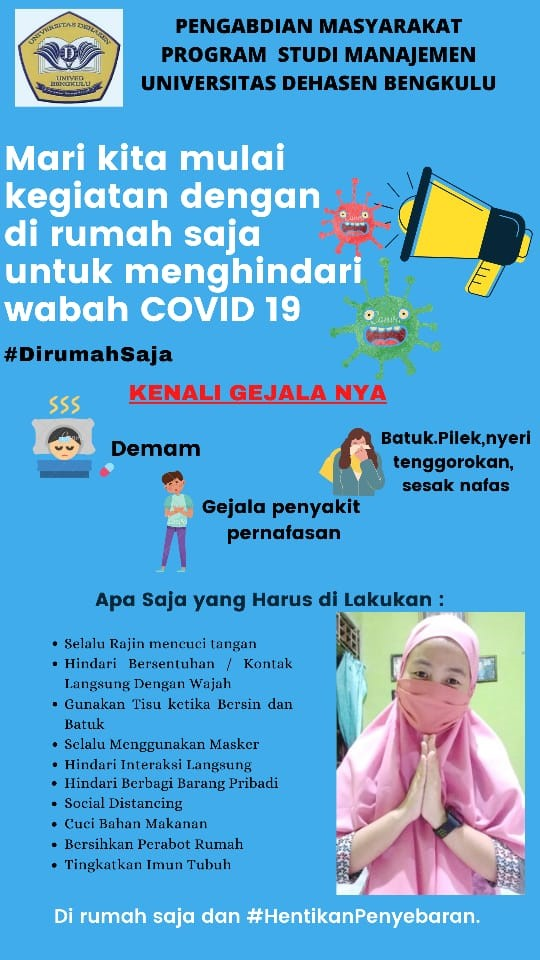 UNIVERSITAS DEHASEN
UNIVED
BENGKULU
PENGABDIAN MASYARAKAT
PROGRAM STUDI MANAJEMEN
UNIVERSITAS DEHASEN BENGKULU
Mari kita mulai
kegiatan dengan
di rumah saja
untuk menghindari
wabah COVID 19
#DirumahSaja
KENALI GEJALA NYA
Demam
Batuk.Pilek,nyeri
tenggorokan,
sesak nafas
Gejala penyakit
pernafasan
Apa Saja yang Harus di Lakukan :
• Selalu Rajin mencuci tangan
• Hindari Bersentuhan / Kontak
Langsung Dengan Wajah
• Gunakan Tisu ketika Bersin dan
Batuk
• Selalu Menggunakan Masker
• Hindari Interaksi Langsung
• Hindari Berbagi Barang Pribadi
• Social Distancing
• Cuci Bahan Makanan
• Bersihkan Perabot Rumah
• Tingkatkan Imun Tubuh
Di rumah saja dan #HentikanPenyebaran.